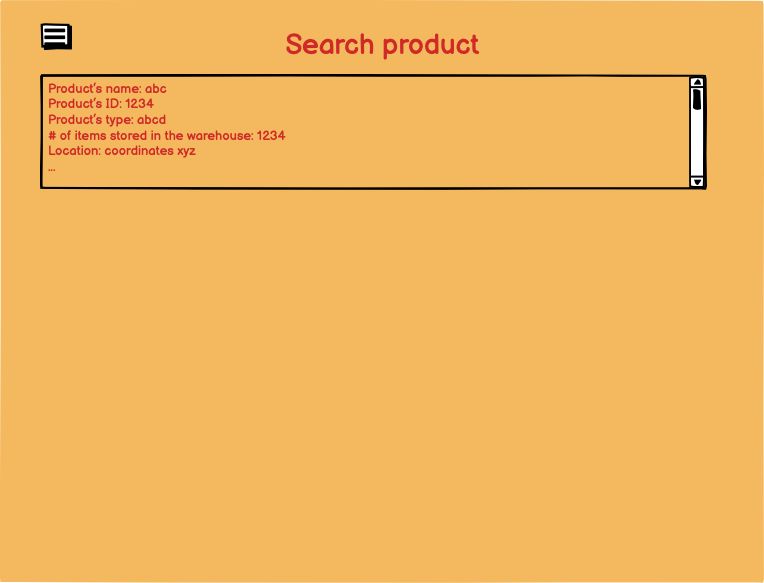 Search product
Product's name: abc
Product's ID: 1234
Product's type: abcd
# of items stored in the warehouse: 1234
Location: coordinates xyz
...